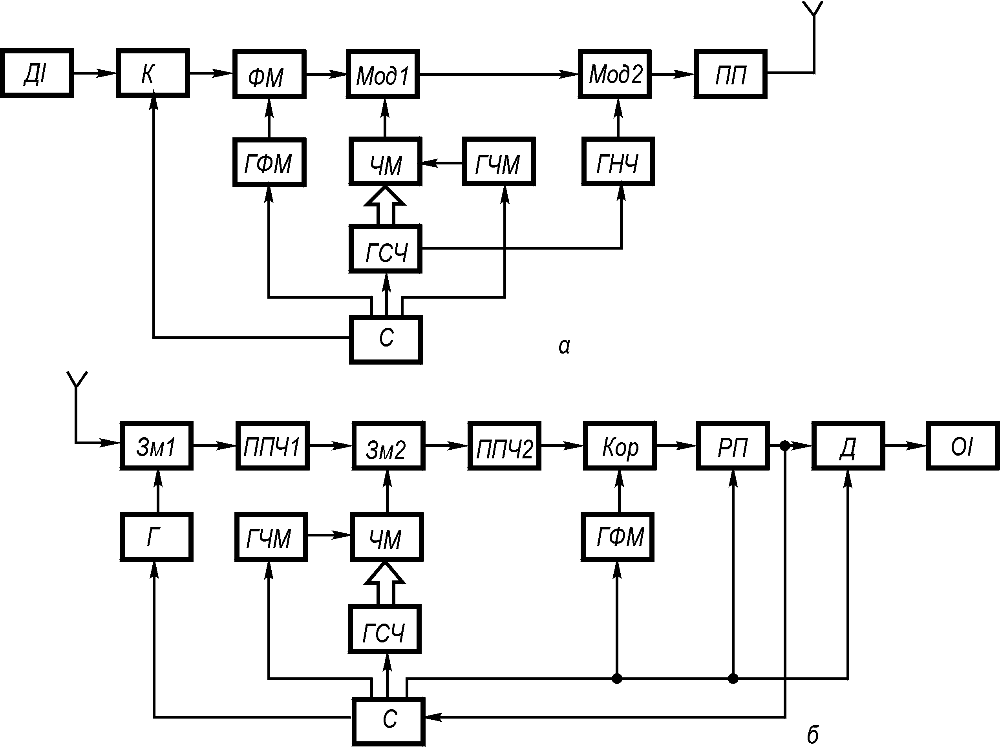 ДІ К ФМ Мод1 Мод2 ПП
ГФМ ЧМ ГЧМ ГНЧ
ГСЧ
С
а
Зм1 ППЧ1 Зм2 ППЧ2 Кор РП Д ОІ
Г ГЧМ ЧМ ГФМ
ГСЧ
С
б